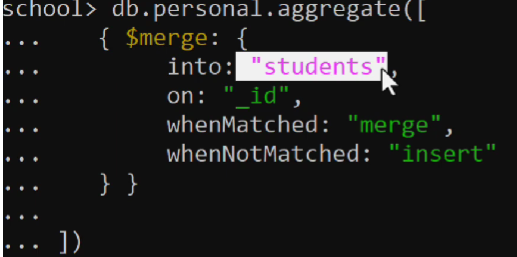 school> db.personal.aggregate([
...     { $merge: {
...         into: "students",
...         on: "_id",
...         whenMatched: "merge",
...         whenNotMatched: "insert"
...     } }
...
... ])